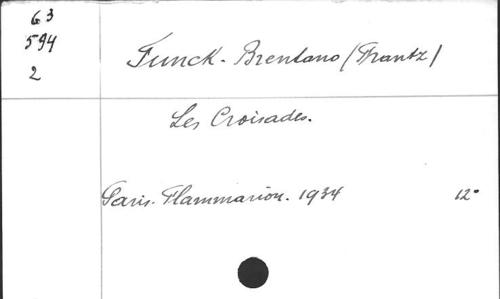 63
594
2
Funck-Brentano (Frantz)
Les Croisades.
Paris. Flammarion. 1934 12°